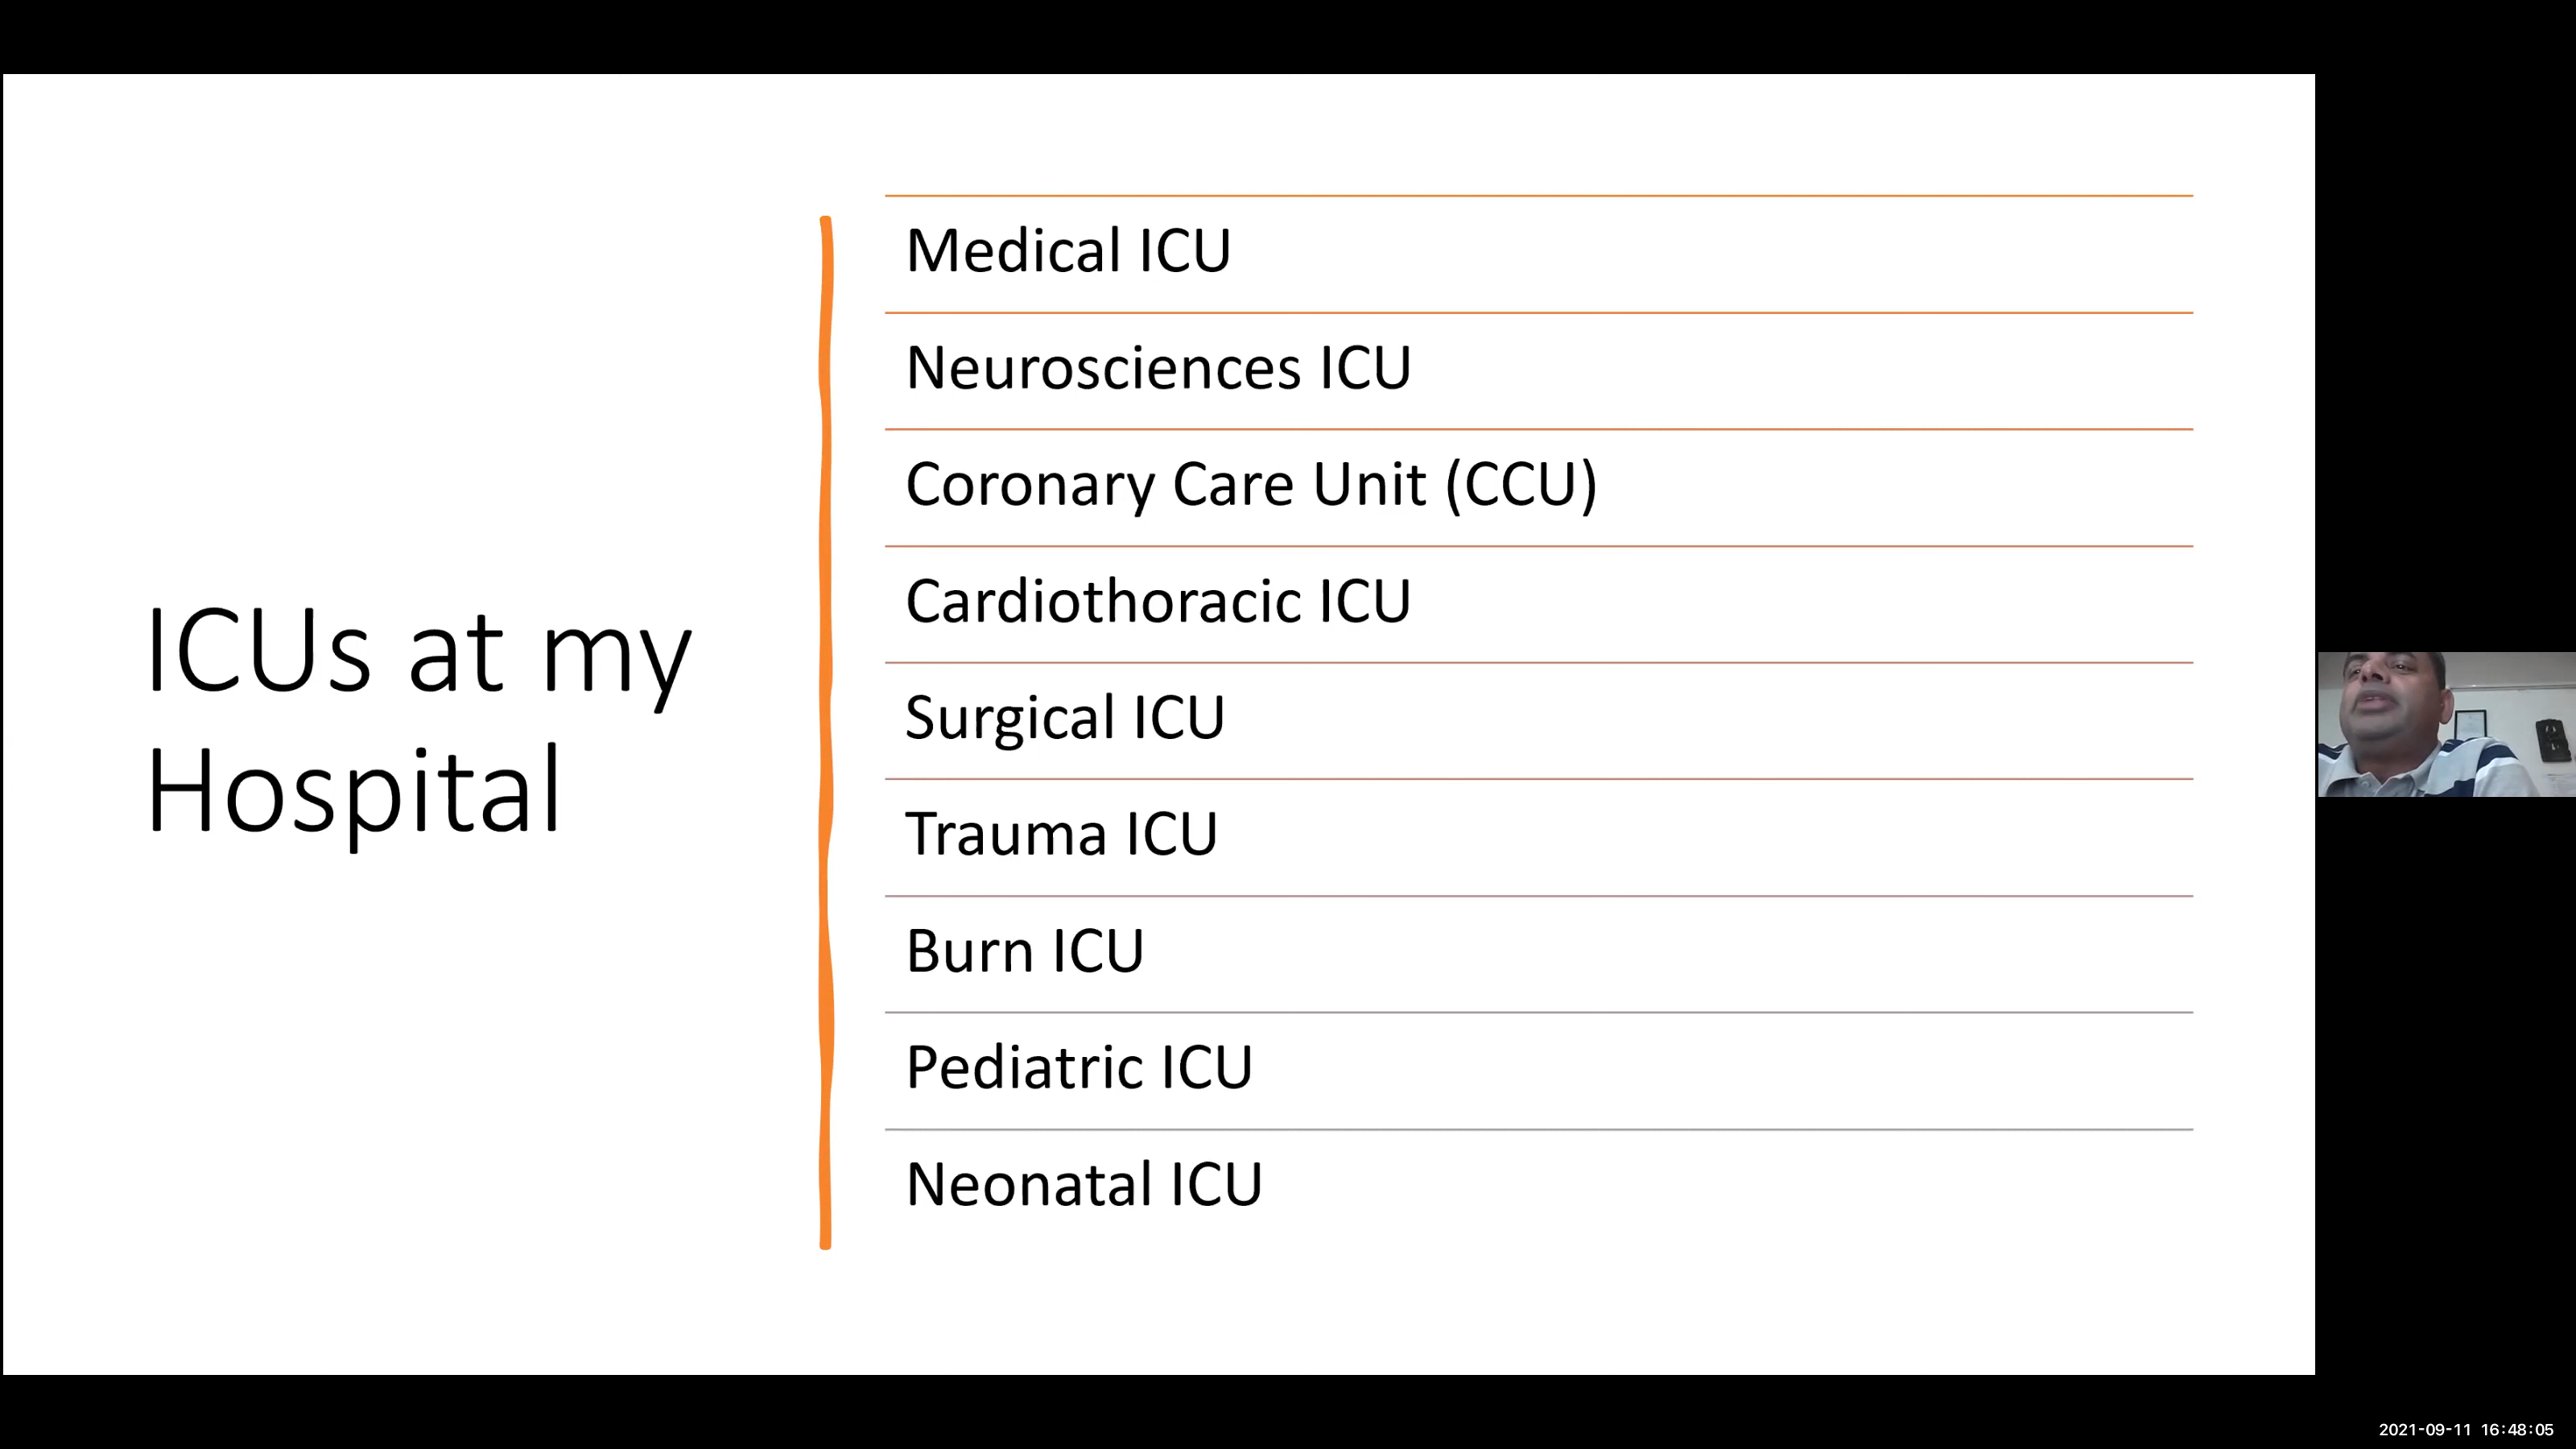 ICUs at my
Hospital
Medical ICU
Neurosciences ICU
Coronary Care Unit (CCU)
Cardiothoracic ICU
Surgical ICU
Trauma ICU
Burn ICU
Pediatric ICU
Neonatal ICU
2021-09-11 16:48:05